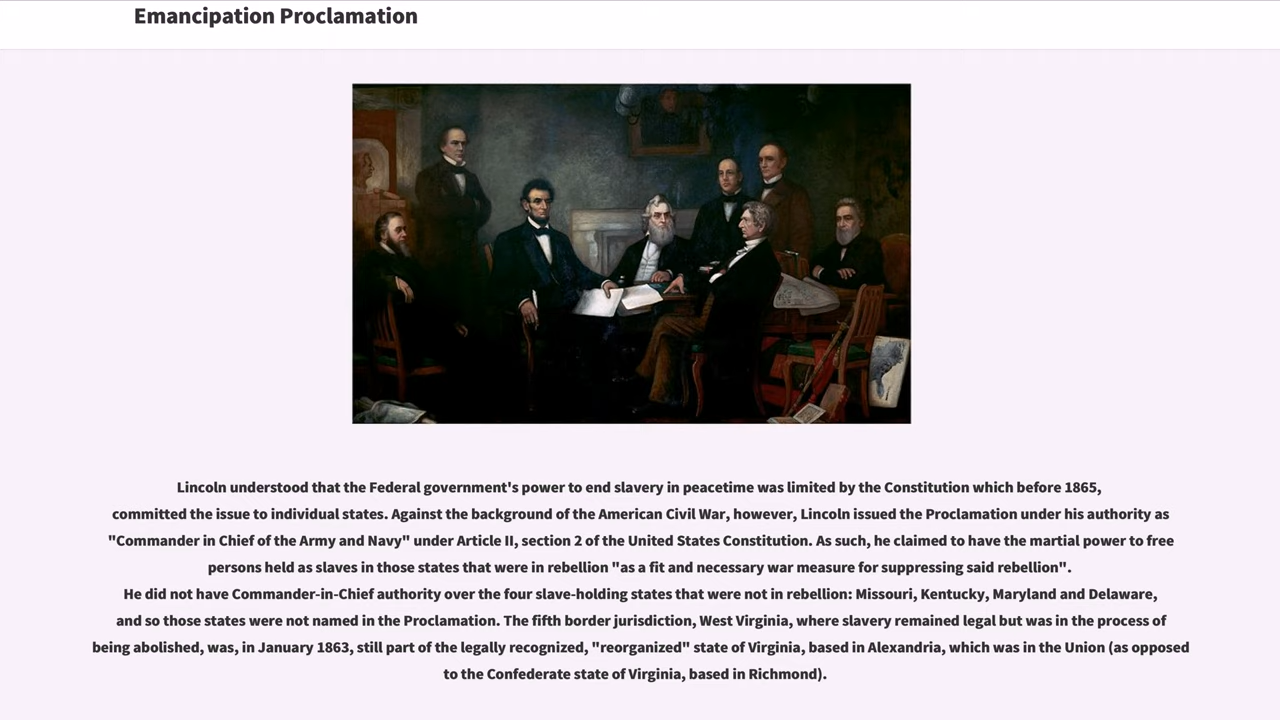 Emancipation Proclamation
Lincoln understood that the Federal government's power to end slavery in peacetime was limited by the Constitution which before 1865,
committed the issue to individual states. Against the background of the American Civil War, however, Lincoln issued the Proclamation under his authority as
"Commander in Chief of the Army and Navy" under Article II, section 2 of the United States Constitution. As such, he claimed to have the martial power to free
persons held as slaves in those states that were in rebellion "as a fit and necessary war measure for suppressing said rebellion".
He did not have Commander-in-Chief authority over the four slave-holding states that were not in rebellion: Missouri, Kentucky, Maryland and Delaware,
and so those states were not named in the Proclamation. The fifth border jurisdiction, West Virginia, where slavery remained legal but was in the process of
being abolished, was, in January 1863, still part of the legally recognized, "reorganized" state of Virginia, based in Alexandria, which was in the Union (as opposed
to the Confederate state of Virginia, based in Richmond).